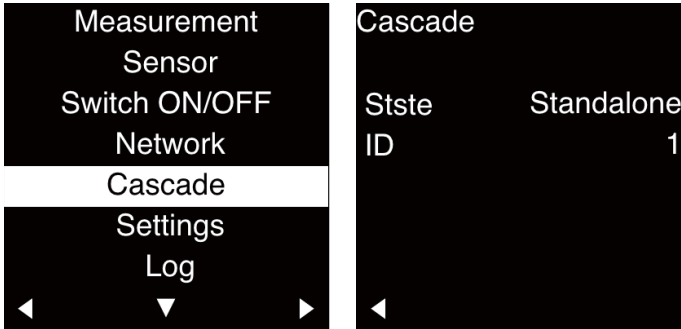 Measurement
Sensor
Switch ON/OFF
Network
Cascade
Settings
Log
Cascade
Stste Standalone
ID 1